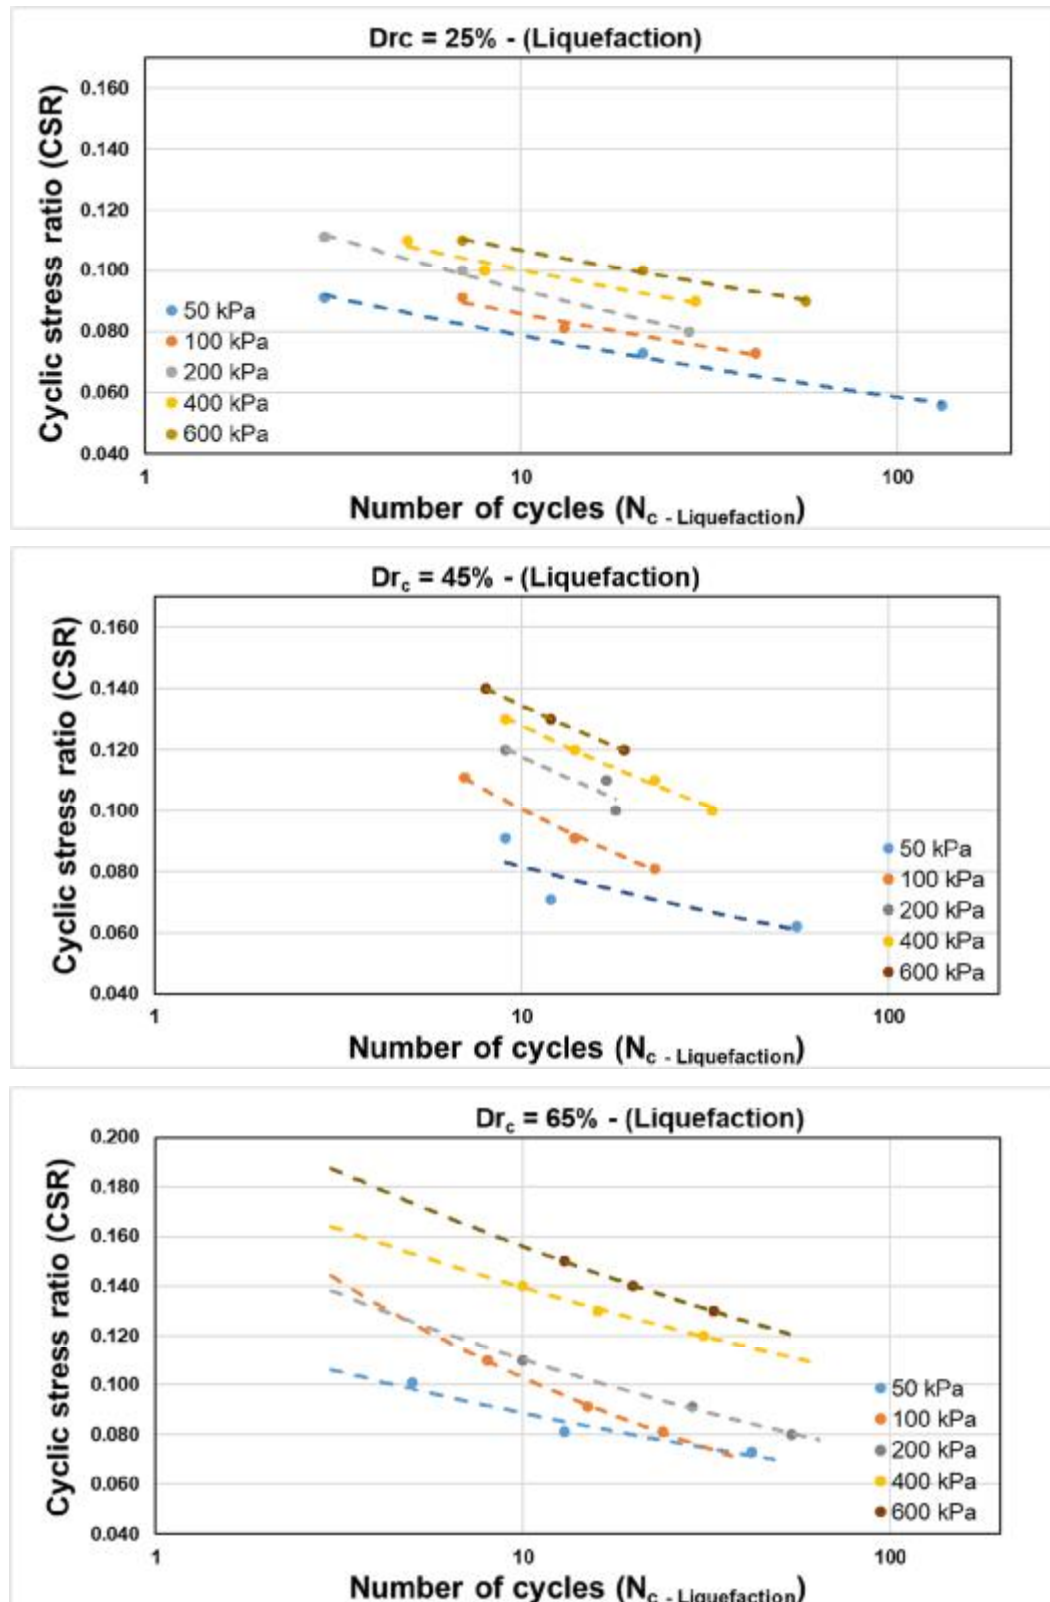 Drc = 25% - (Liquefaction)
Cyclic stress ratio (CSR)
0.160
0.140
0.120
0.100
0.080
0.060
0.040
50 kPa
100 kPa
200 kPa
400 kPa
600 kPa
1 10 100
Number of cycles (Nc - Liquefaction)
Drc = 45% - (Liquefaction)
Cyclic stress ratio (CSR)
0.160
0.140
0.120
0.100
0.080
0.060
0.040
50 kPa
100 kPa
200 kPa
400 kPa
600 kPa
1 10 100
Number of cycles (Nc - Liquefaction)
Drc = 65% - (Liquefaction)
Cyclic stress ratio (CSR)
0.200
0.180
0.160
0.140
0.120
0.100
0.080
0.060
0.040
50 kPa
100 kPa
200 kPa
400 kPa
600 kPa
1 10 100
Number of cycles (Nc - Liquefaction)